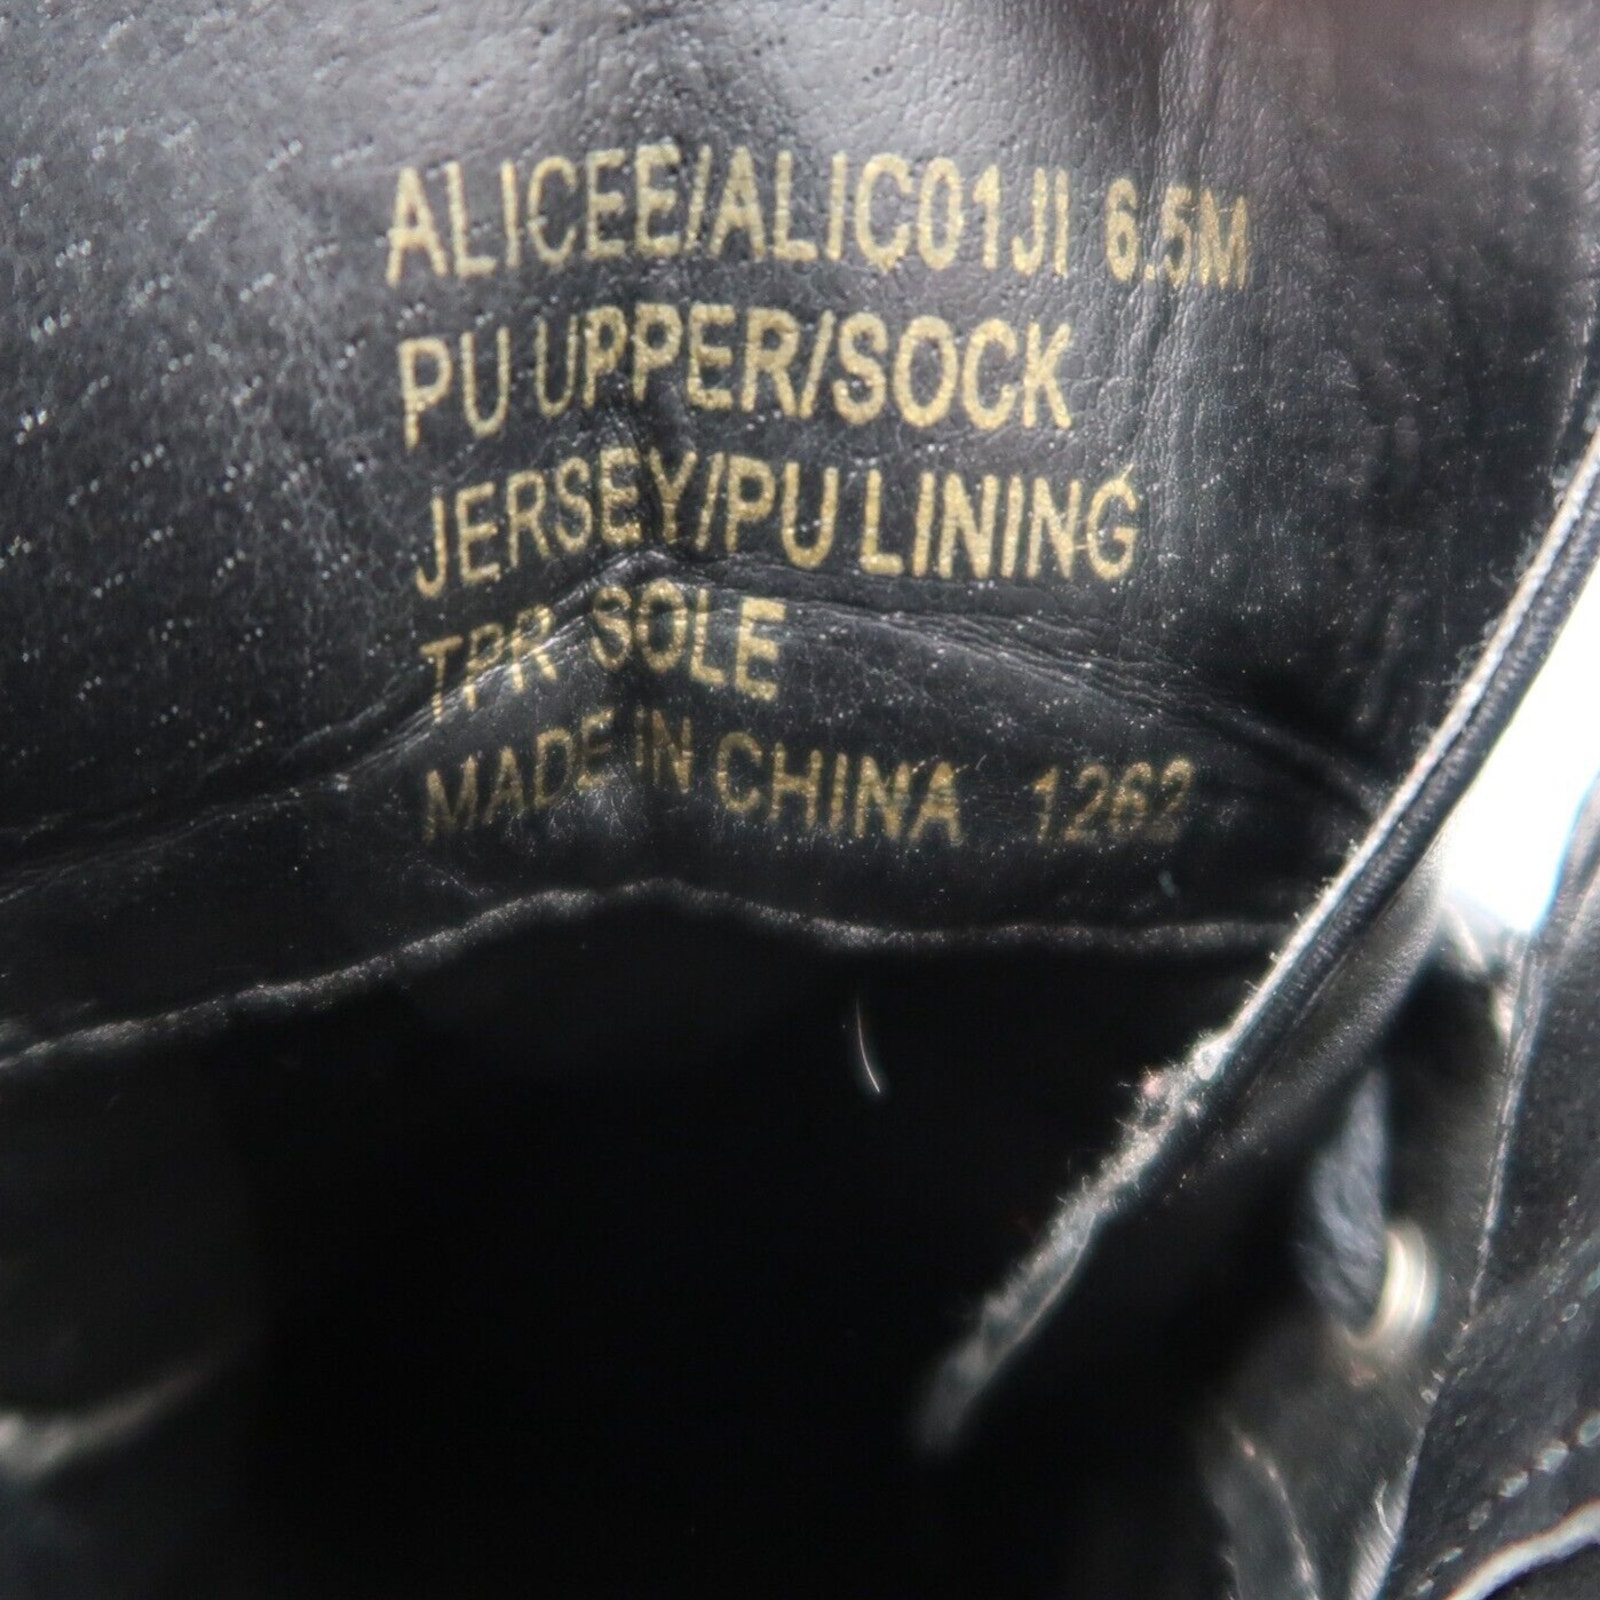 ALICEE/ALIC01JI 6.5M
PU UPPER/SOCK
JERSEY/PU LINING
TPR SOLE
MADE IN CHINA 1262